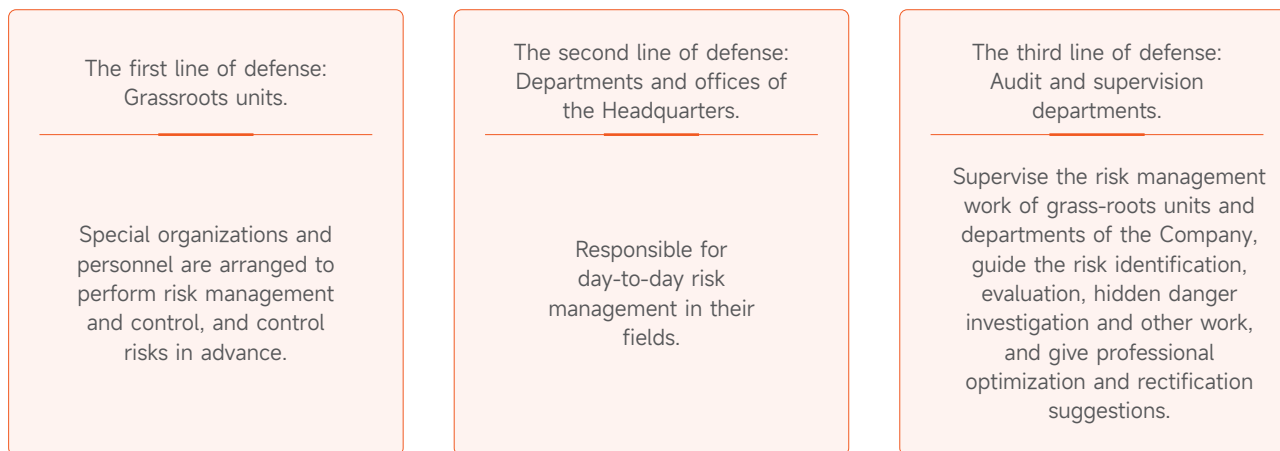 The first line of defense:
Grassroots units.
Special organizations and
personnel are arranged to
perform risk management
and control, and control
risks in advance.
The second line of defense:
Departments and offices of
the Headquarters.
Responsible for
day-to-day risk
management in their
fields.
The third line of defense:
Audit and supervision
departments.
Supervise the risk management
work of grass-roots units and
departments of the Company,
guide the risk identification,
evaluation, hidden danger
investigation and other work,
and give professional
optimization and rectification
suggestions.